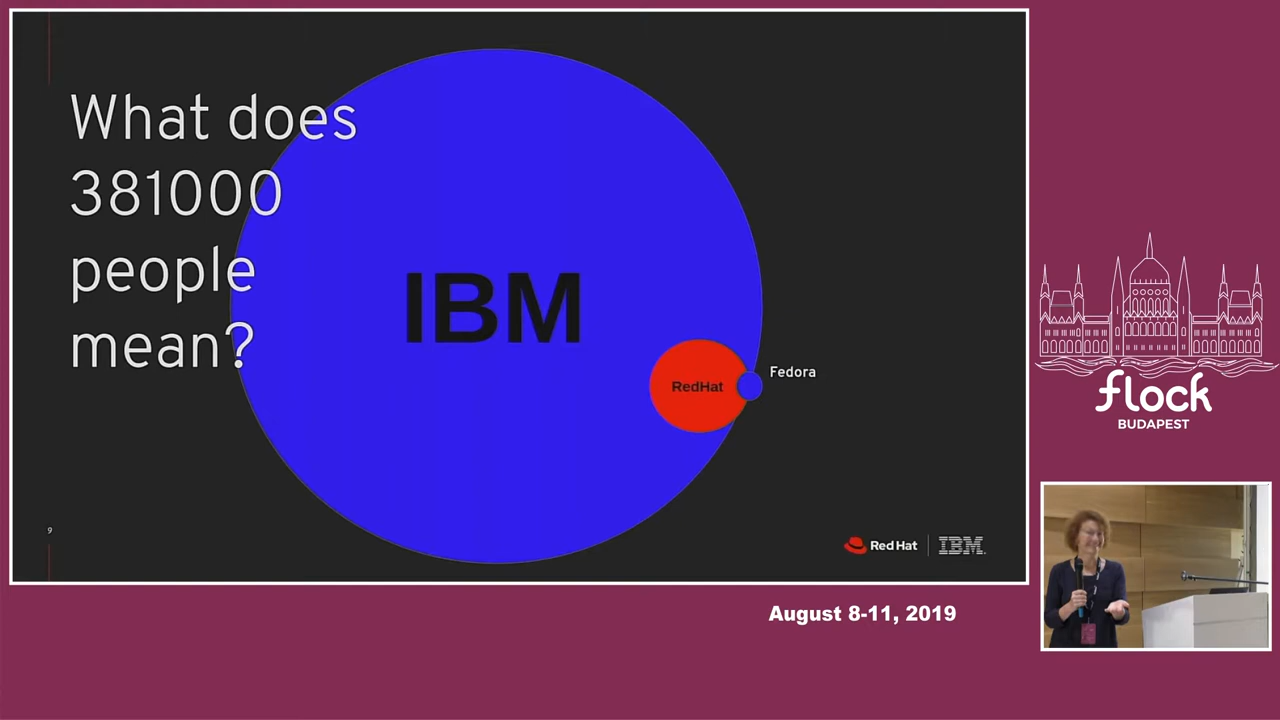 What does
381000
people
mean?
IBM
RedHat
Fedora
9
Red Hat
IBM.
flock
BUDAPEST
August 8-11, 2019